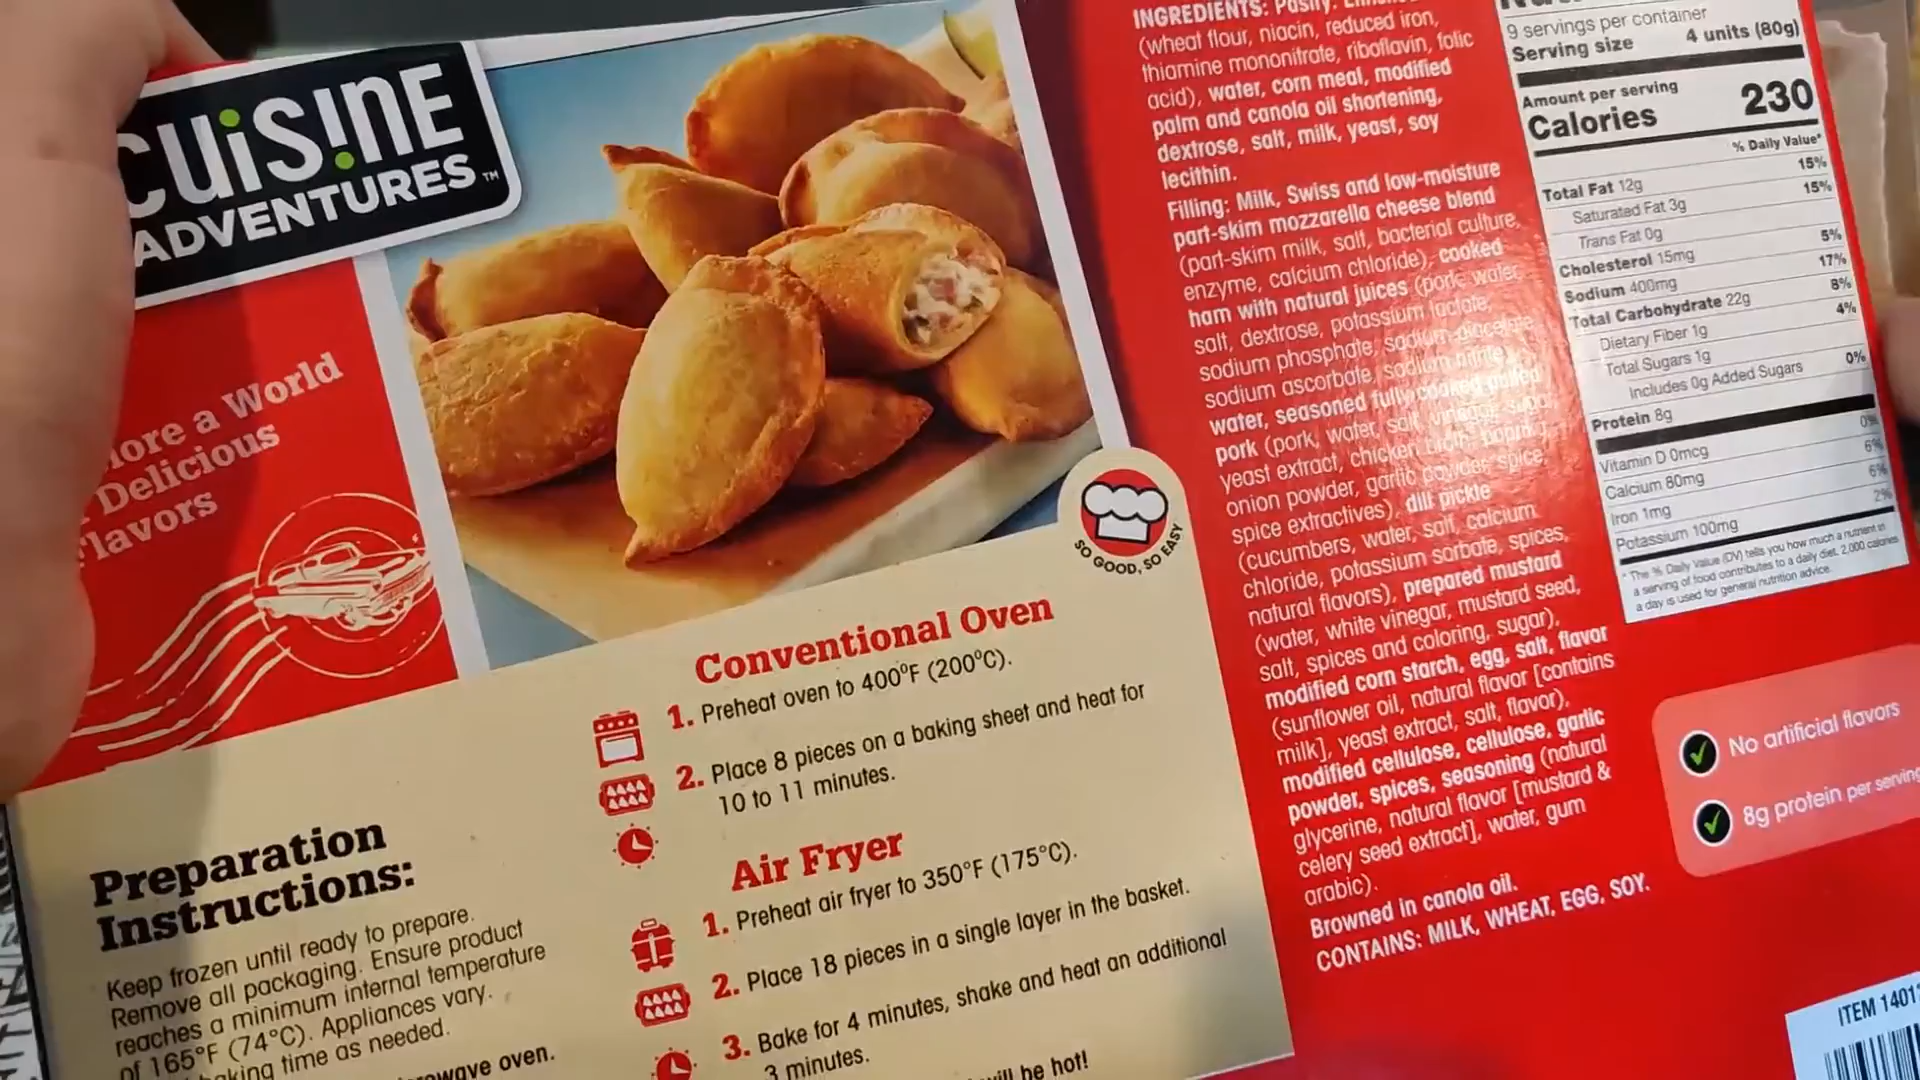 CUiSiNE
ADVENTURES™
ore a World
Delicious
lavors
SO GOOD, SO EASY
Preparation
Instructions:
Keep frozen until ready to prepare.
Remove all packaging. Ensure product
reaches a minimum internal temperature
of 165°F (74°C). Appliances vary.
king time as needed.
owave oven.
Conventional Oven
1. Preheat oven to 400°F (200°C).
2. Place 8 pieces on a baking sheet and heat for
10 to 11 minutes.
Air Fryer
1. Preheat air fryer to 350°F (175°C).
2. Place 18 pieces in a single layer in the basket.
3. Bake for 4 minutes, shake and heat an additional
3 minutes.
will be hot!
INGREDIENTS: Pastry:
(wheat flour, niacin, reduced iron,
thiamine mononitrate, riboflavin, folic
acid), water, corn meal, modified
palm and canola oil shortening,
dextrose, salt, milk, yeast, soy
lecithin.
Filling: Milk, Swiss and low-moisture
part-skim mozzarella cheese blend
(part-skim milk, salt, bacterial culture,
enzyme, calcium chloride), cooked
ham with natural juices (pork, water,
salt, dextrose, potassium lactate,
sodium phosphate, sodium diacetate,
sodium ascorbate, sodium nitrite),
water, seasoned fully cooked pulled
pork (pork, water, salt, vinegar,
yeast extract, chicken broth,
onion powder, garlic powder, spice,
spice extractives), dill pickle
(cucumbers, water, salt, calcium
chloride, potassium sorbate, spices,
natural flavors), prepared mustard
(water, white vinegar, mustard seed,
salt, spices and coloring, sugar),
modified corn starch, egg, salt, flavor
(sunflower oil, natural flavor [contains
milk], yeast extract, salt, flavor),
modified cellulose, cellulose, garlic
powder, spices, seasoning (natural
glycerine, natural flavor [mustard &
celery seed extract], water, gum
arabic).
Browned in canola oil.
CONTAINS: MILK, WHEAT, EGG, SOY.
9 servings per container
Serving size 4 units (80g)
Amount per serving
Calories 230
% Daily Value*
Total Fat 12g 15%
Saturated Fat 3g 15%
Trans Fat 0g
Cholesterol 15mg 5%
Sodium 400mg 17%
Total Carbohydrate 22g 8%
Dietary Fiber 1g 4%
Total Sugars 1g
Includes 0g Added Sugars 0%
Protein 8g
Vitamin D 0mcg 0%
Calcium 80mg 6%
Iron 1mg 6%
Potassium 100mg 2%
* The % Daily Value (DV) tells you how much a nutrient in
a serving of food contributes to a daily diet. 2,000 calories
a day is used for general nutrition advice.
No artificial flavors
8g protein per serving
ITEM 1401